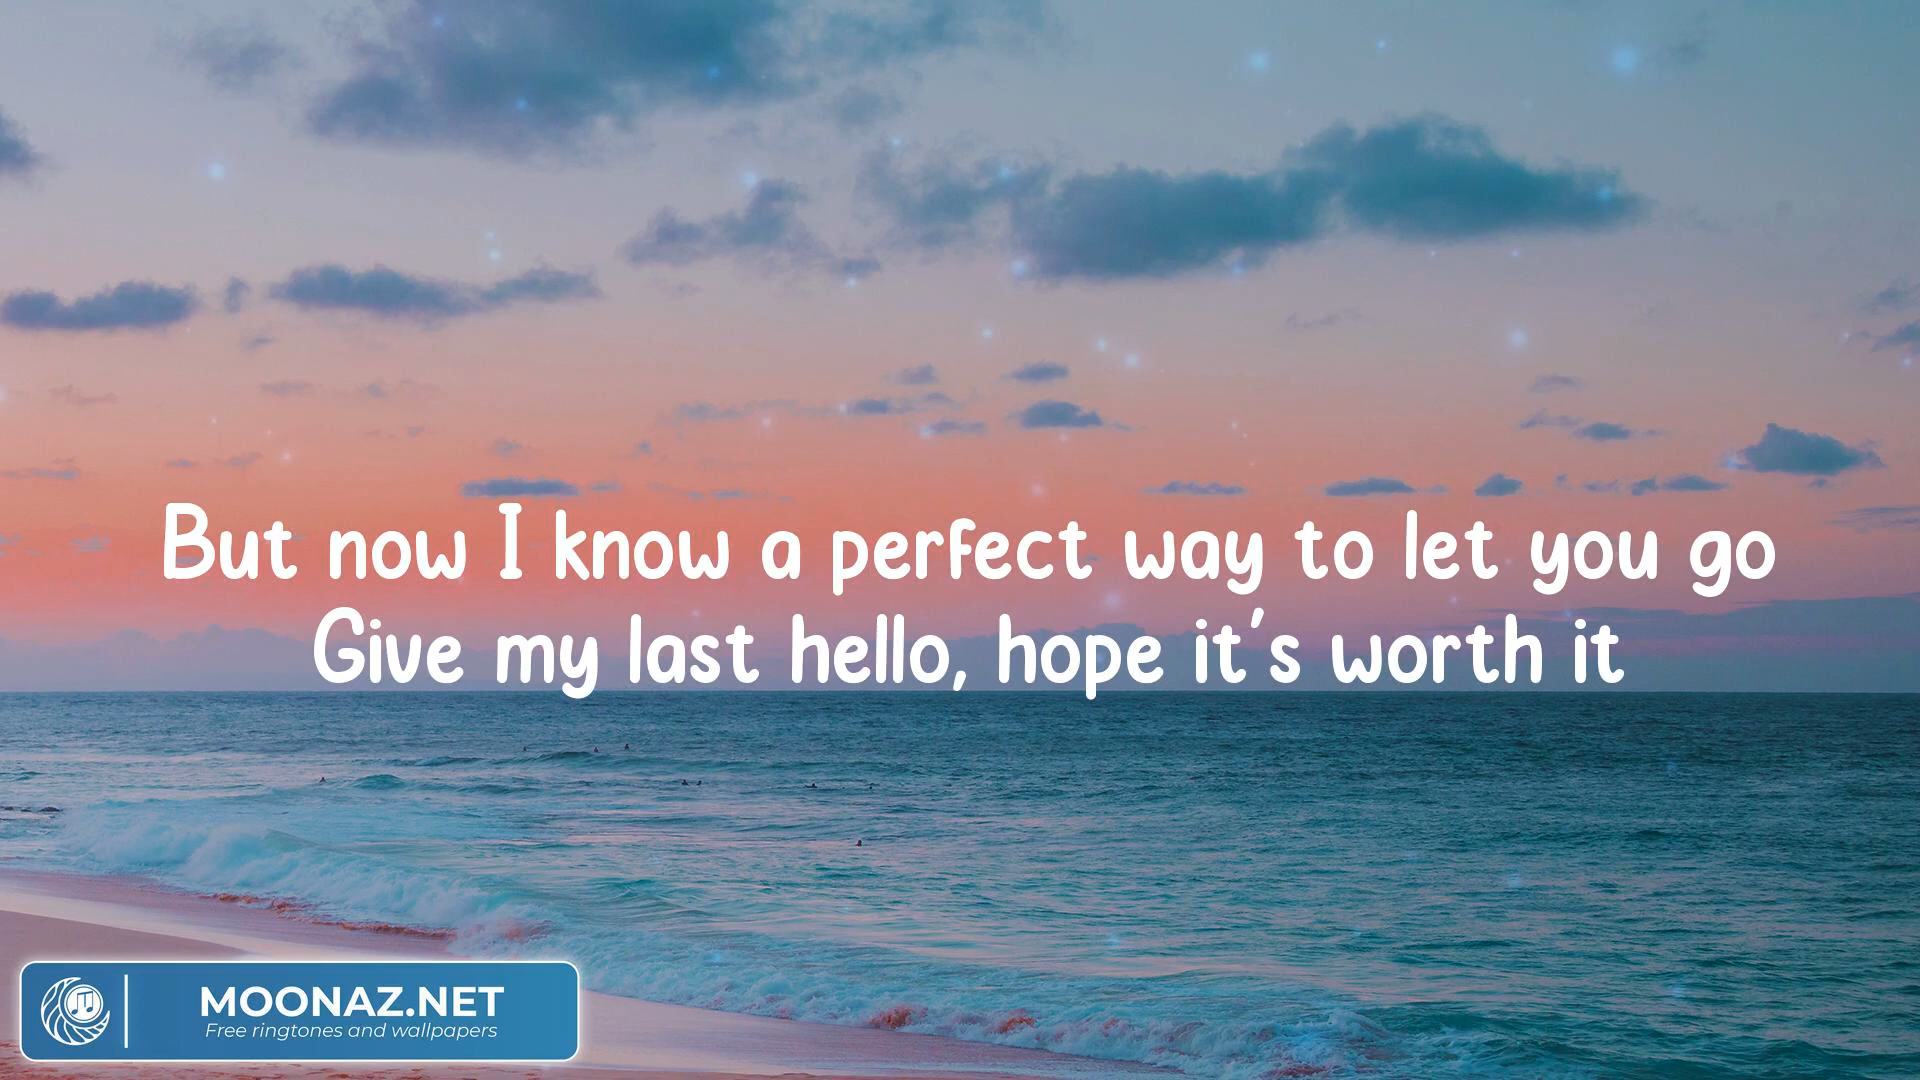 But now I know a perfect way to let you go
Give my last hello, hope it's worth it
MOONAZ.NET
Free ringtones and wallpapers